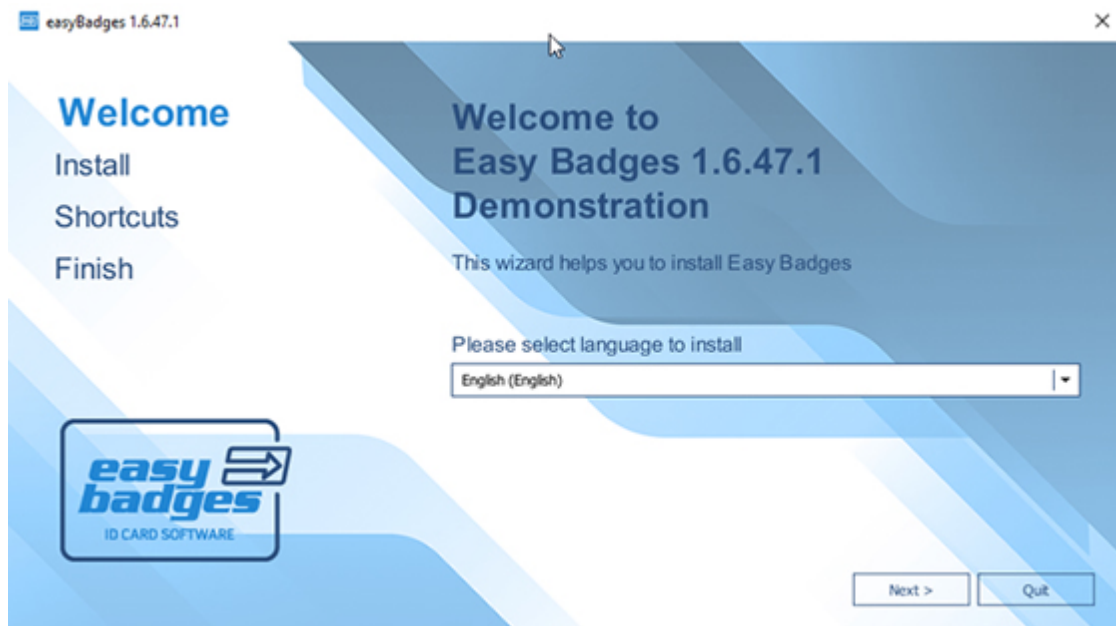 easyBadges 1.6.47.1
Welcome
Install
Shortcuts
Finish
Welcome to
Easy Badges 1.6.47.1
Demonstration
This wizard helps you to install Easy Badges
Please select language to install
English (English)
easy
badges
ID CARD SOFTWARE
Next >
Quit